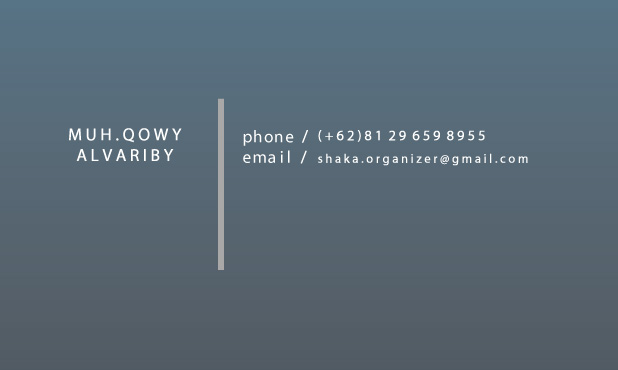 MUH.QOWY
ALVARIBY
phone / (+62)81 29 659 8955
email / shaka.organizer@gmail.com